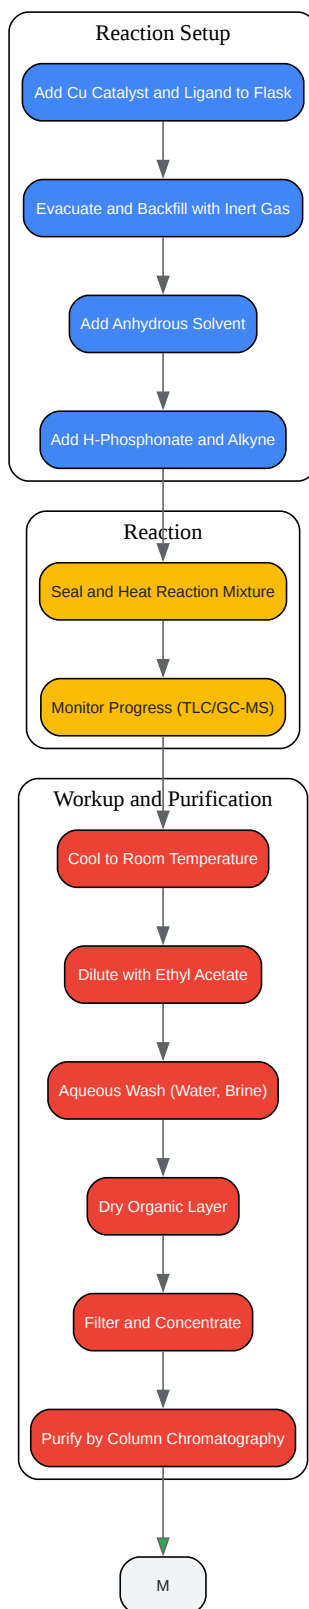 Reaction Setup
Add Cu Catalyst and Ligand to Flask
Evacuate and Backfill with Inert Gas
Add Anhydrous Solvent
Add H-Phosphonate and Alkyne
Reaction
Seal and Heat Reaction Mixture
Monitor Progress (TLC/GC-MS)
Workup and Purification
Cool to Room Temperature
Dilute with Ethyl Acetate
Aqueous Wash (Water, Brine)
Dry Organic Layer
Filter and Concentrate
Purify by Column Chromatography
M